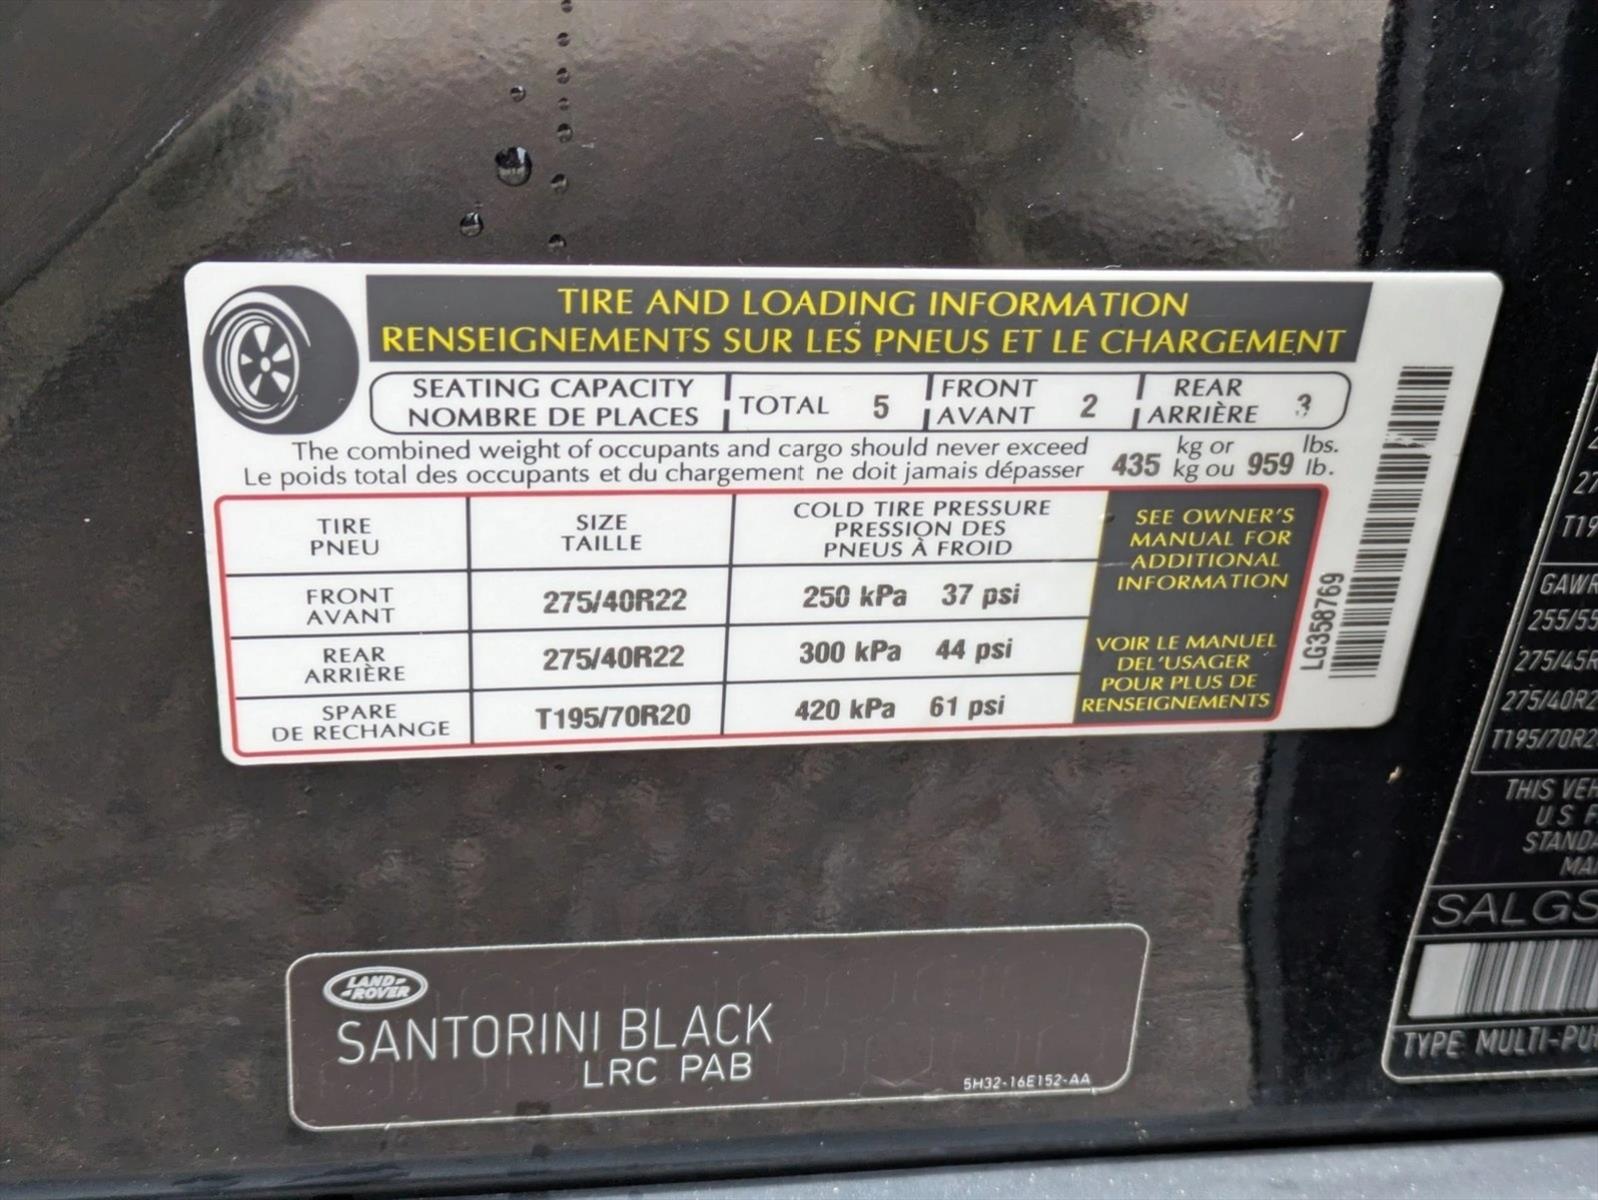 TIRE AND LOADING INFORMATION
RENSEIGNEMENTS SUR LES PNEUS ET LE CHARGEMENT
SEATING CAPACITY
NOMBRE DE PLACES
TOTAL 5
FRONT
AVANT 2
REAR
ARRIÈRE 3
The combined weight of occupants and cargo should never exceed
Le poids total des occupants et du chargement ne doit jamais dépasser
435 kg or
kg ou 959 lbs.
lb.
TIRE
PNEU
SIZE
TAILLE
COLD TIRE PRESSURE
PRESSION DES
PNEUS À FROID
FRONT
AVANT
275/40R22
250 kPa 37 psi
REAR
ARRIÈRE
275/40R22
300 kPa 44 psi
SPARE
DE RECHANGE
T195/70R20
420 kPa 61 psi
SEE OWNER'S
MANUAL FOR
ADDITIONAL
INFORMATION
VOIR LE MANUEL
DEL'USAGER
POUR PLUS DE
RENSEIGNEMENTS
LG358769
LAND-
-ROVER
SANTORINI BLACK
LRC PAB
5H32-16E152-AA
2
27
T19
GAWR
255/55
275/45R
275/40R2
T195/70R2
THIS VEH
U.S F
STANDA
MA
SALGS
TYPE MULTI-PU